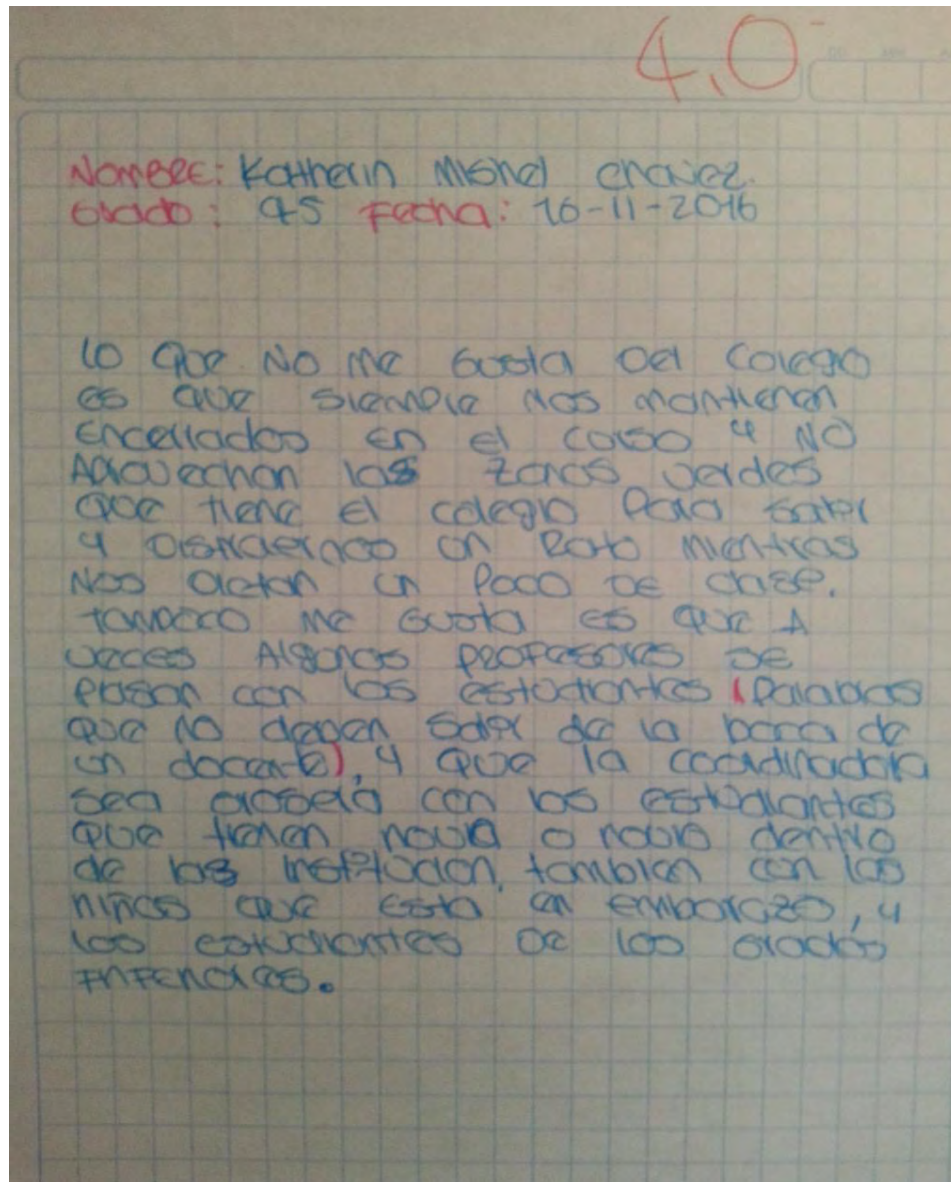 4,0
Nombre: Katherin Mishel Chavez.
Grado: 95 Fecha: 16-11-2016
Lo que no me gusta del colegio
es que siempre nos mantienen
encerrados en el curso y no
aprovechan las zonas verdes
que tiene el colegio para salir
y distraernos un rato mientras
nos dictan un poco de clase.
tampoco me gusta es que a
veces algunos profesores se
pasan con los estudiantes (palabras
que no deben salir de la boca de
un docente), y que la coordinadora
sea grosera con los estudiantes
que tienen novia o novio dentro
de las institucion, tambien con las
niñas que esta en embarazo, y
los estudiantes de los grados
inferiores.